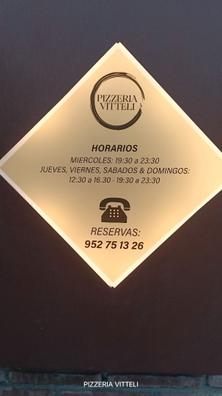 PIZZERIA
VITTELI
HORARIOS
MIERCOLES: 19:30 a 23:30
JUEVES, VIERNES, SABADOS & DOMINGOS:
12:30 a 16.30 - 19:30 a 23:30
RESERVAS:
952 75 13 26
PIZZERIA VITTELI